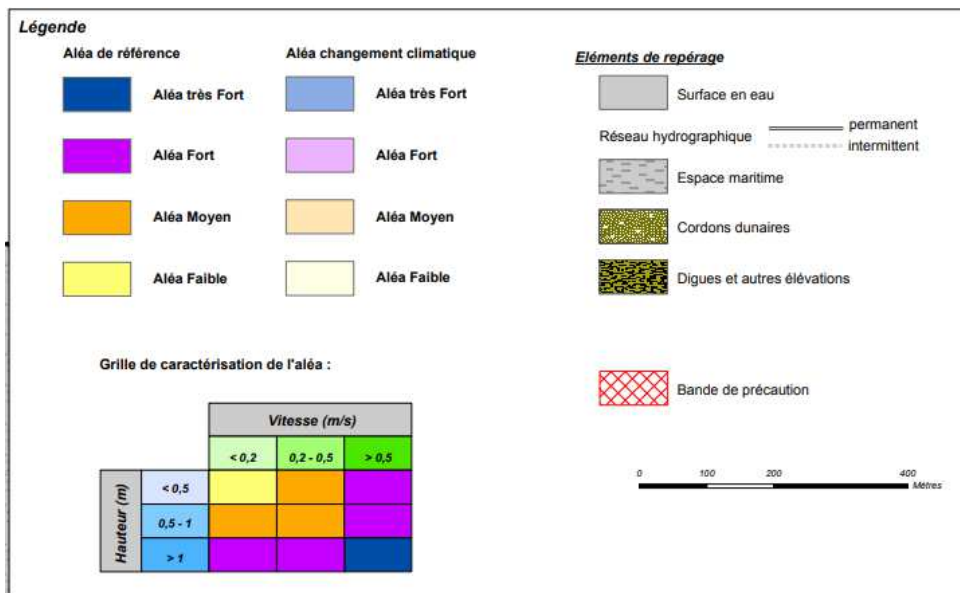 Légende
Aléa de référence
Aléa très Fort
Aléa Fort
Aléa Moyen
Aléa Faible
Aléa changement climatique
Aléa très Fort
Aléa Fort
Aléa Moyen
Aléa Faible
Eléments de repérage
Surface en eau
Réseau hydrographique
permanent
intermittent
Espace maritime
Cordons dunaires
Digues et autres élévations
Bande de précaution
Grille de caractérisation de l'aléa :
Vitesse (m/s)
< 0,2 0,2 - 0,5 > 0,5
Hauteur (m)
< 0,5
0,5 - 1
> 1
0 100 200 400
Mètres